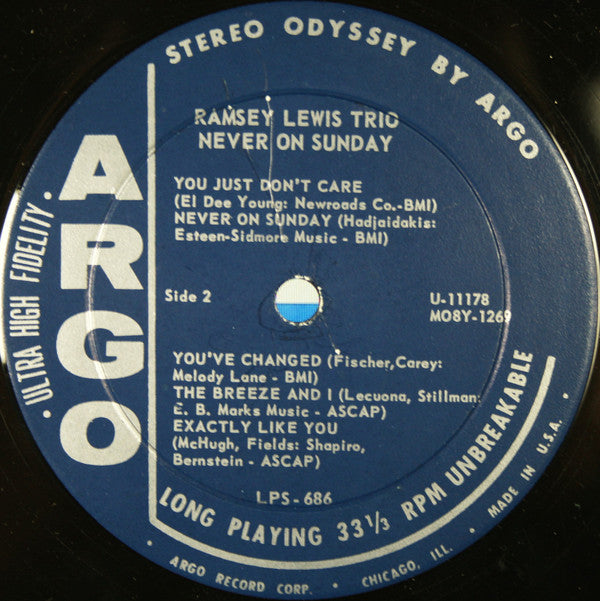 STEREO ODYSSEY BY ARGO
RAMSEY LEWIS TRIO
NEVER ON SUNDAY
YOU JUST DON'T CARE
(El Dee Young: Newroads Co.-BMI)
NEVER ON SUNDAY (Hadjaidakis:
Esteen-Sidmore Music - BMI)
Side 2
U-11178
MO8Y-1269
YOU'VE CHANGED (Fischer,Carey:
Melody Lane - BMI)
THE BREEZE AND I (Lecuona, Stillman:
E. B. Marks Music - ASCAP)
EXACTLY LIKE YOU
(McHugh, Fields: Shapiro,
Bernstein - ASCAP)
LPS-686
ARGO
• ULTRA HIGH FIDELITY •
LONG PLAYING 33 1/3 RPM UNBREAKABLE
• ARGO RECORD CORP. • CHICAGO, ILL. • MADE IN U.S.A. •